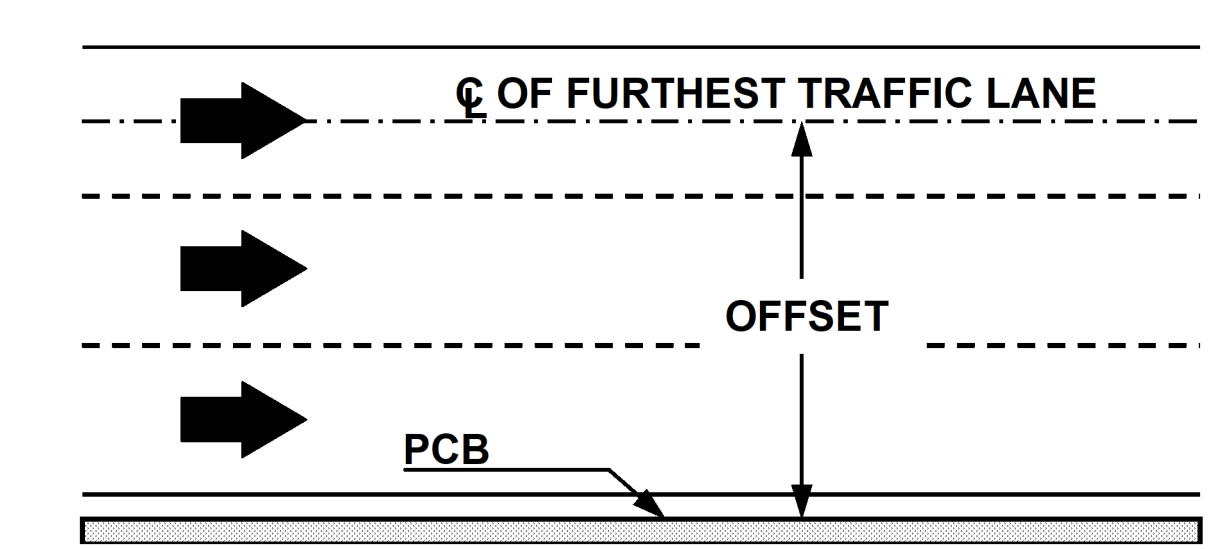 ℄ OF FURTHEST TRAFFIC LANE
OFFSET
PCB